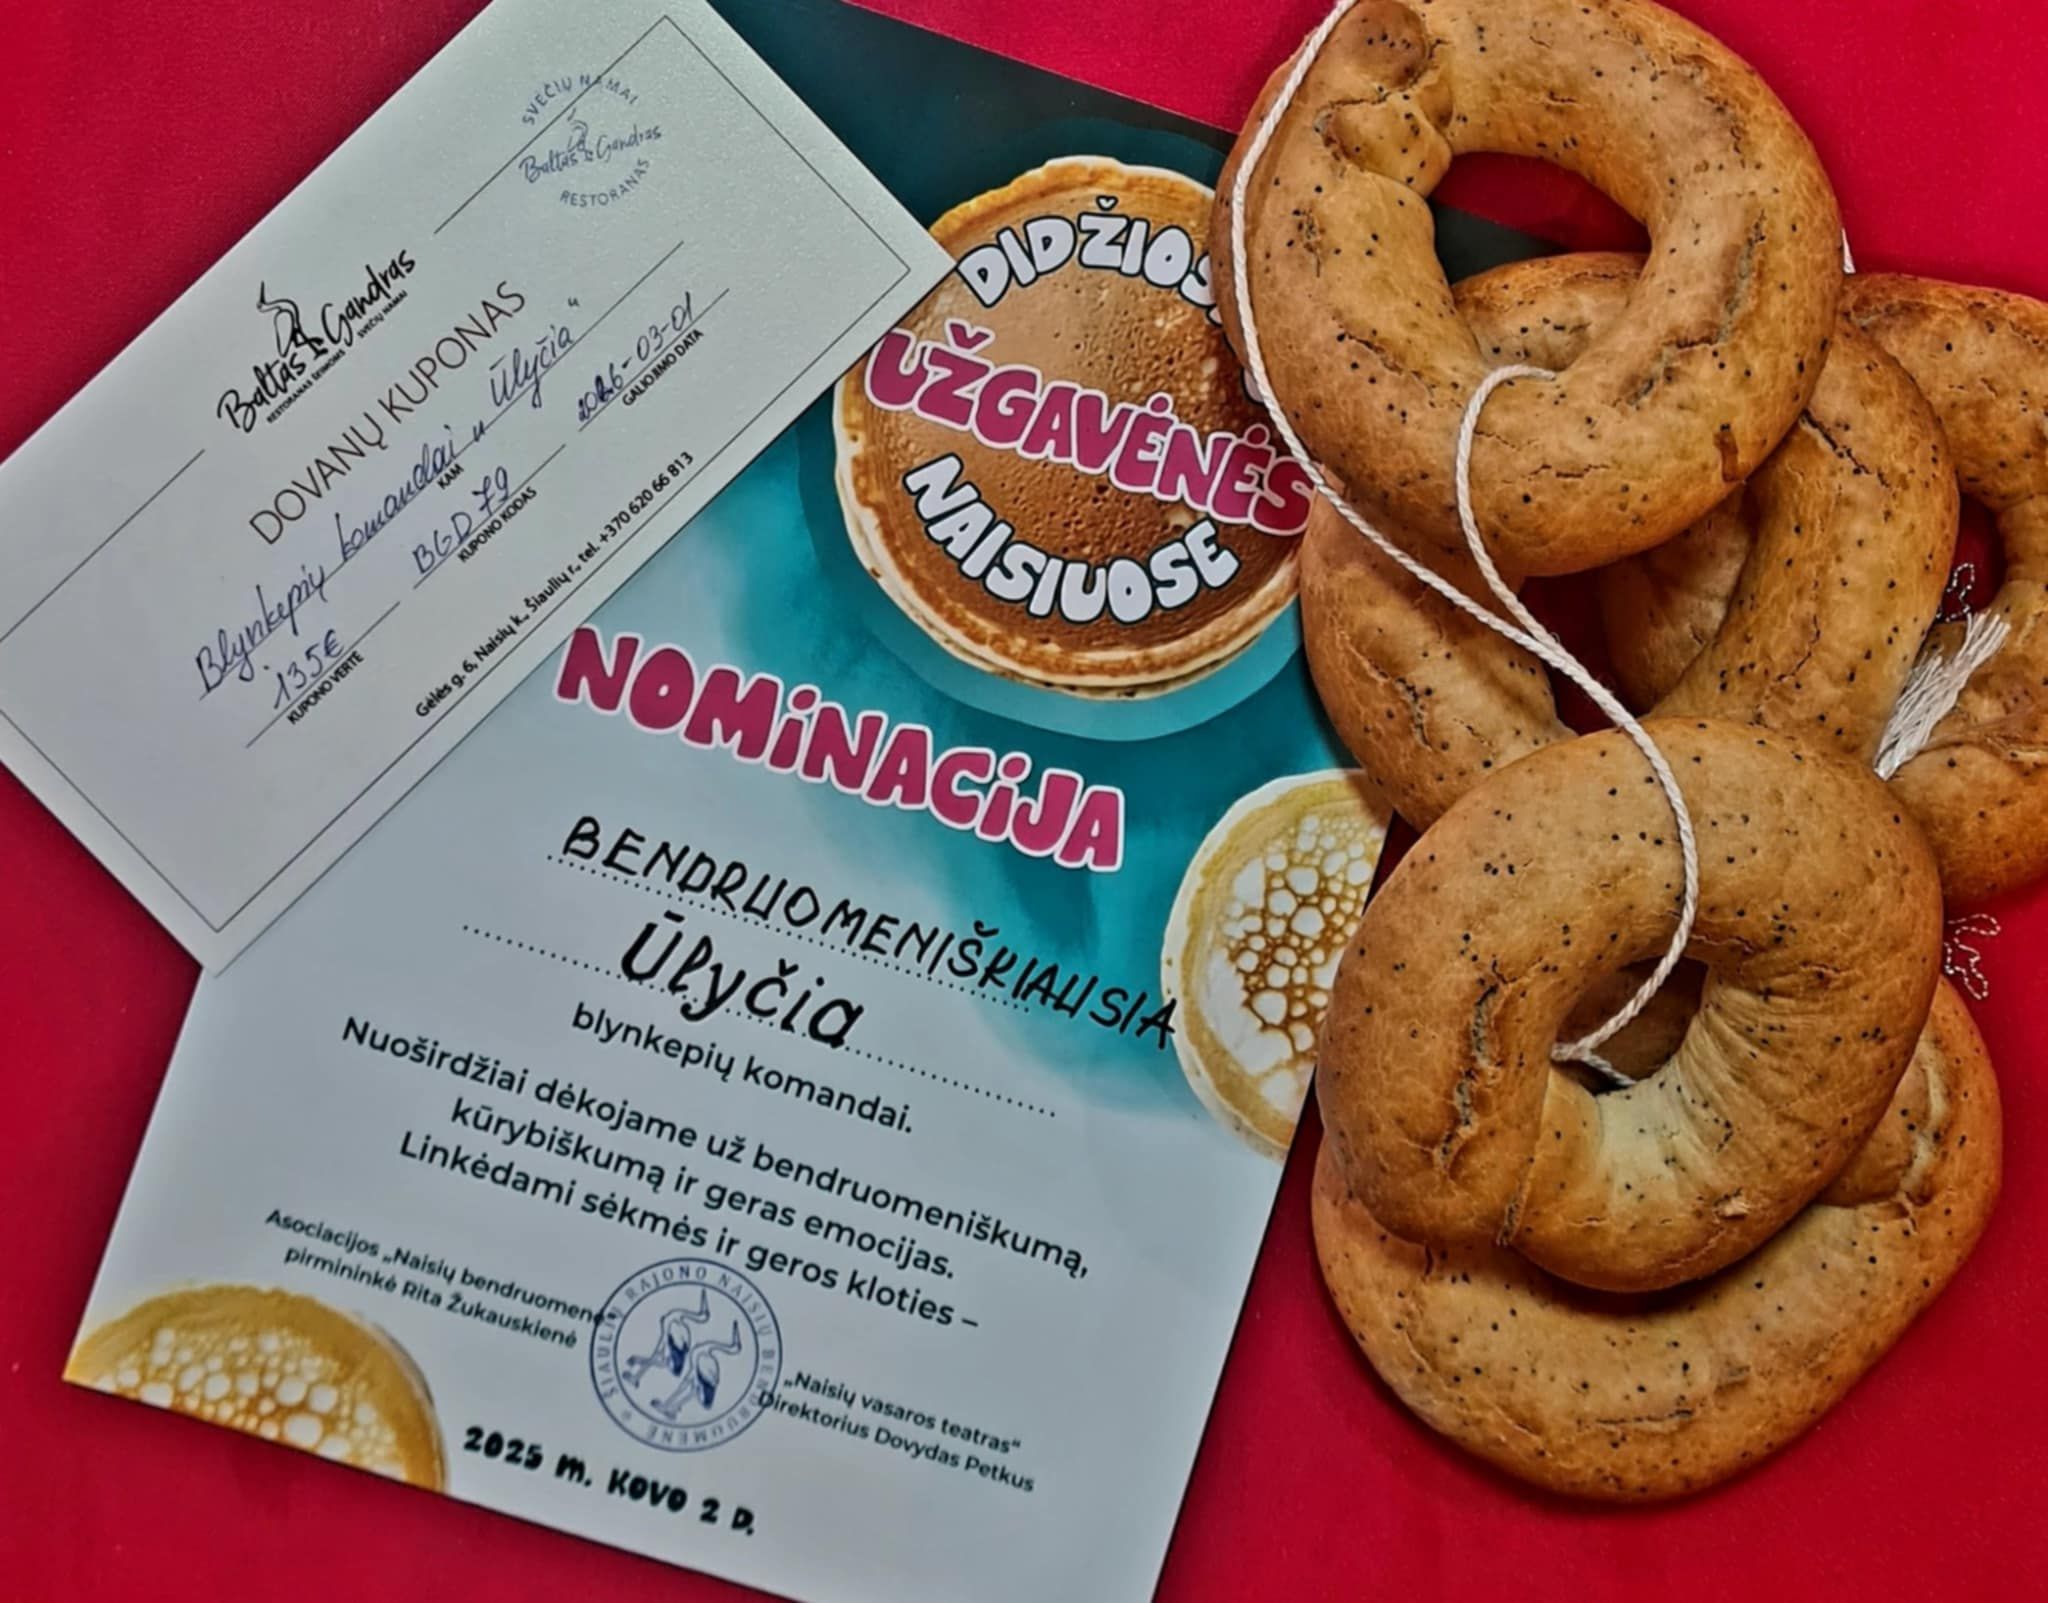 SVEČIŲ NAMAI
Baltas Gandras
RESTORANAS
Baltas Gandras
RESTORANAS ŠEIMOMS SVEČIŲ NAMAI
DOVANŲ KUPONAS
Blynkepių komandai „Ūlyčia“
KAM
135€
KUPONO VERTĖ
BGD 79
KUPONO KODAS
2026-03-01
GALIOJIMO DATA
Gėlės g. 6, Naisių k., Šiaulių r., tel. +370 620 66 813
DIDŽIOS
UŽGAVĖNĖS
NAISIUOSE
NOMiNACiJA
BENDRUOMENIŠKIAUSIA
Ūlyčia
blynkepių komandai.
Nuoširdžiai dėkojame už bendruomeniškumą,
kūrybiškumą ir geras emocijas.
Linkėdami sėkmės ir geros kloties –
Asociacijos „Naisių bendruomenė“
pirmininkė Rita Žukauskienė
ŠIAULIŲ RAJONO NAISIŲ BENDRUOMENĖ
„Naisių vasaros teatras“
Direktorius Dovydas Petkus
2025 m. KOVO 2 D.